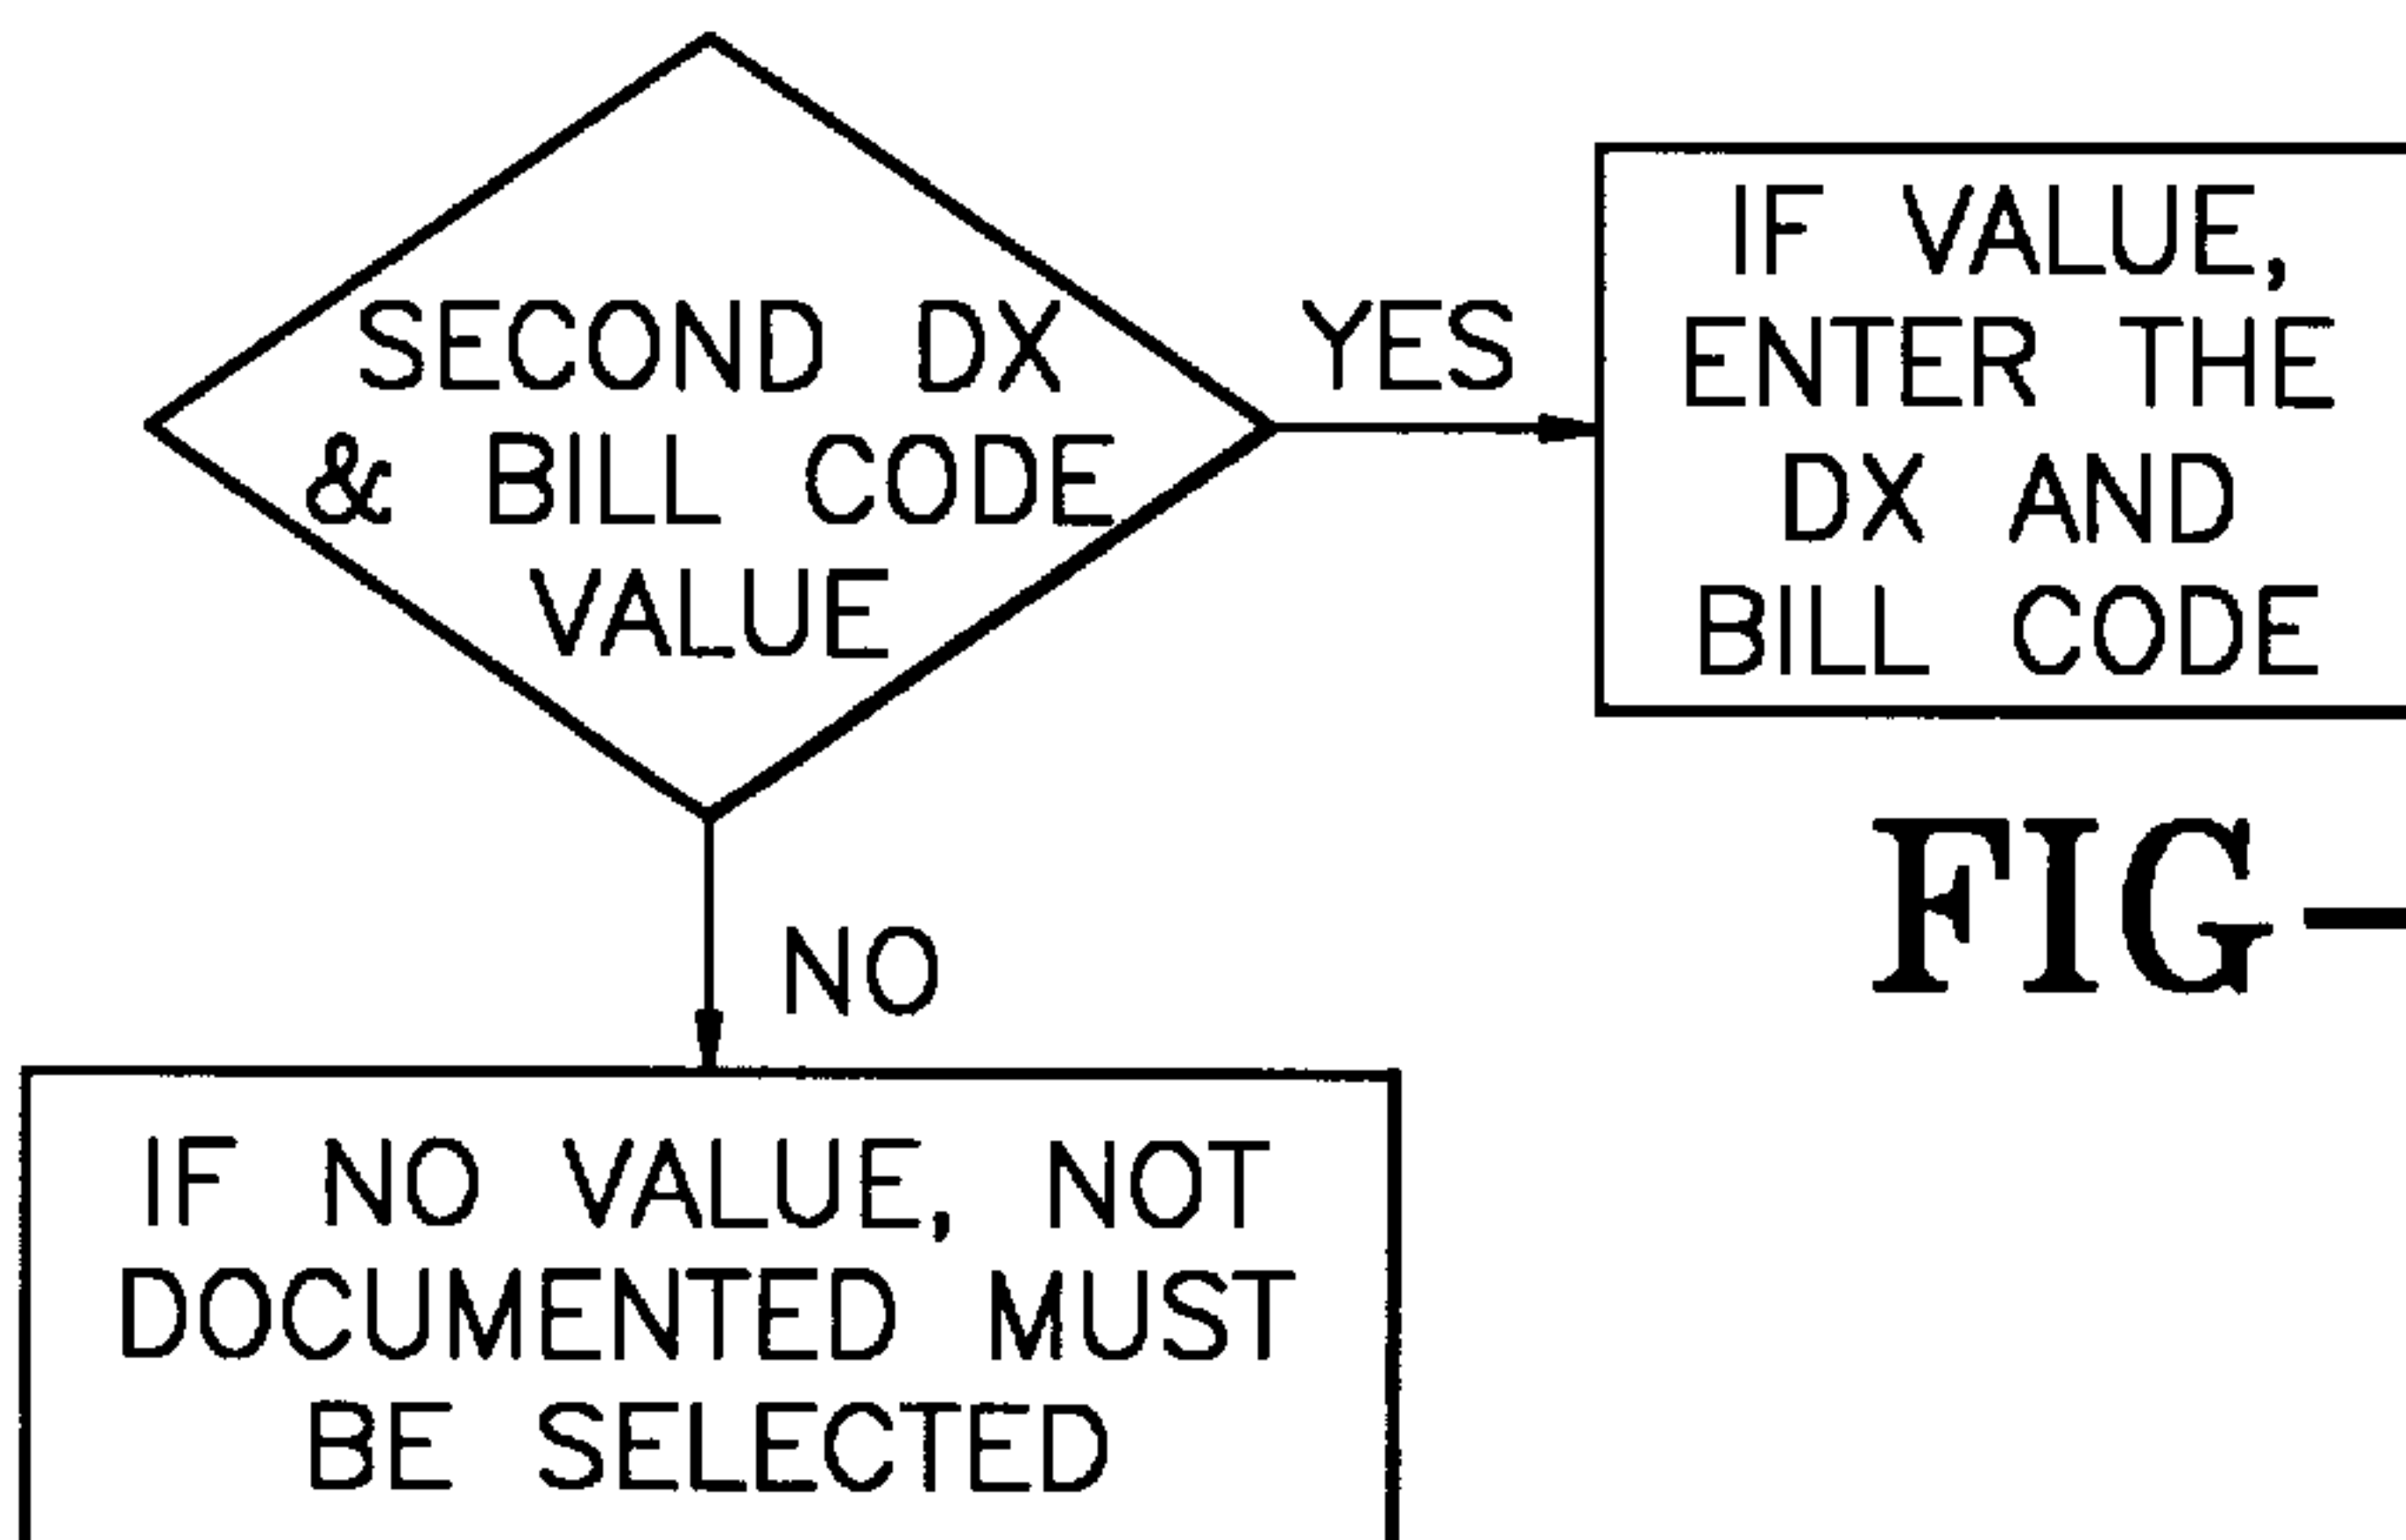 SECOND DX
& BILL CODE
VALUE
YES
IF VALUE,
ENTER THE
DX AND
BILL CODE
FIG-
NO
IF NO VALUE, NOT
DOCUMENTED MUST
BE SELECTED